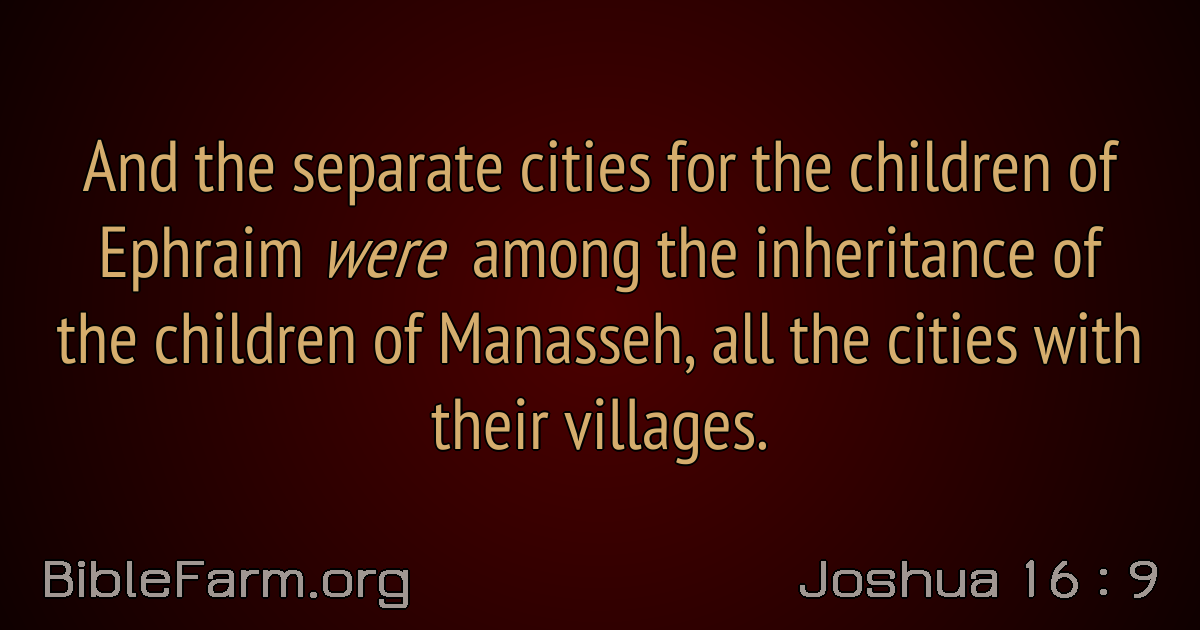 And the separate cities for the children of
Ephraim were among the inheritance of
the children of Manasseh, all the cities with
their villages.
BibleFarm.org
Joshua 16 : 9